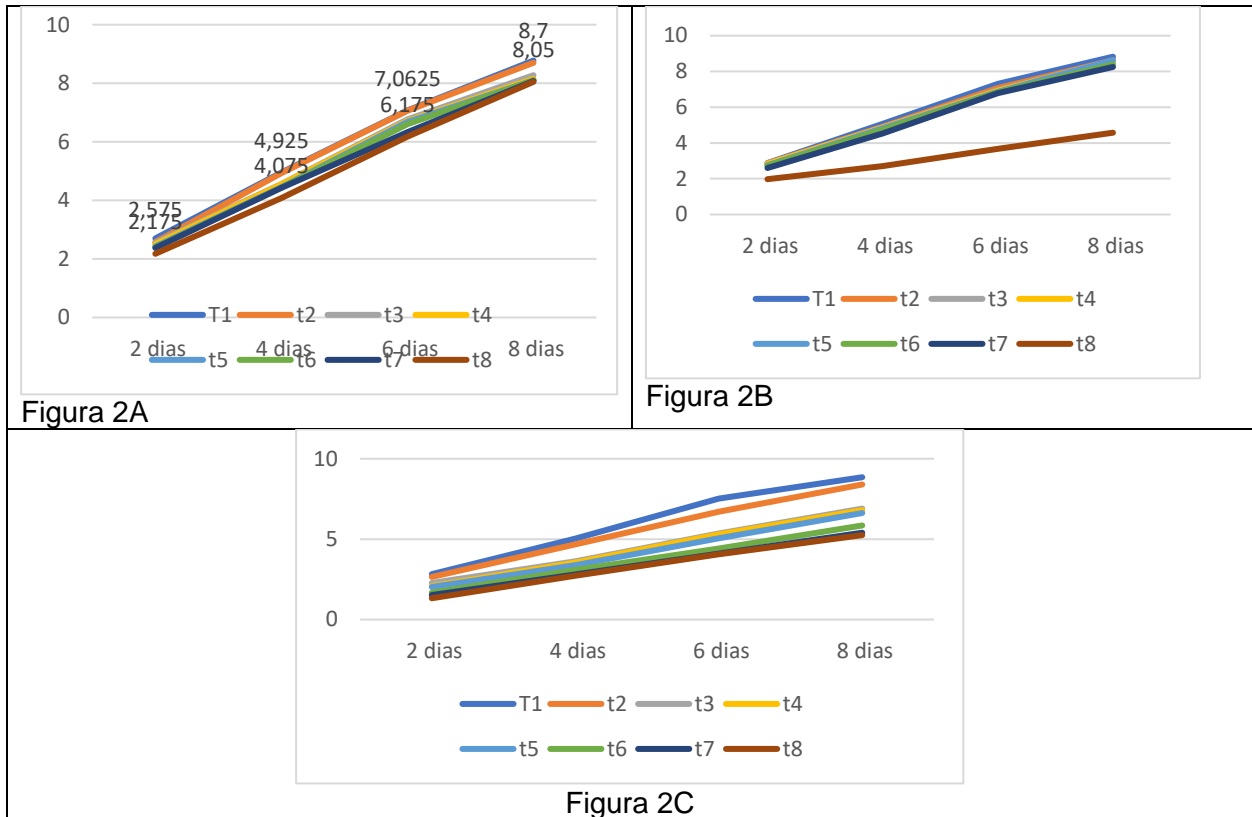 10
8
6
4
2
0
2,575
2,175
4,925
4,075
7,0625
6,175
8,7
8,05
2 dias 4 dias 6 dias 8 dias
T1 t2 t3 t4
t5 t6 t7 t8
Figura 2A
10
8
6
4
2
0
2 dias 4 dias 6 dias 8 dias
T1 t2 t3 t4
t5 t6 t7 t8
Figura 2B
10
5
0
2 dias 4 dias 6 dias 8 dias
T1 t2 t3 t4
t5 t6 t7 t8
Figura 2C